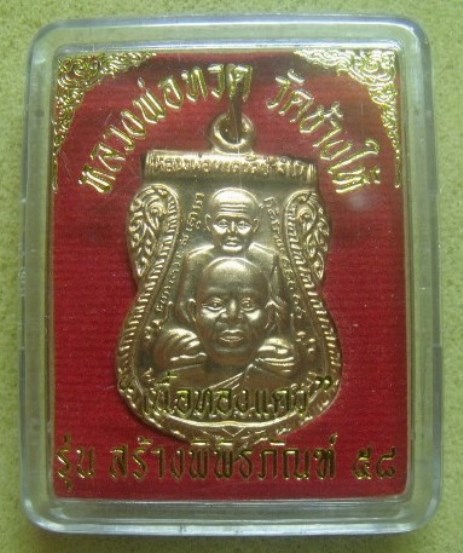 หลวงพ่อทวด วัดช้างให้
"เนื้อทองแดง"
รุ่น สร้างพิพิธภัณฑ์ ๕๘